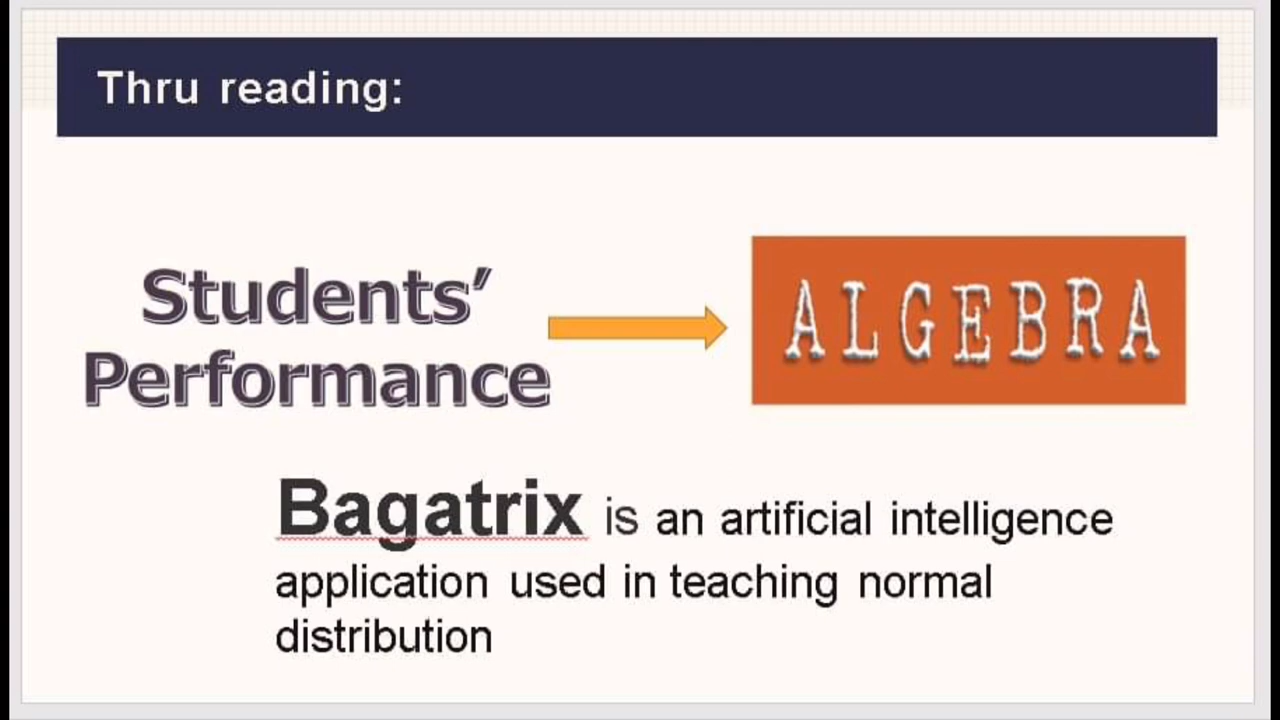 Thru reading:
Students’
Performance
ALGEBRA
Bagatrix is an artificial intelligence
application used in teaching normal
distribution